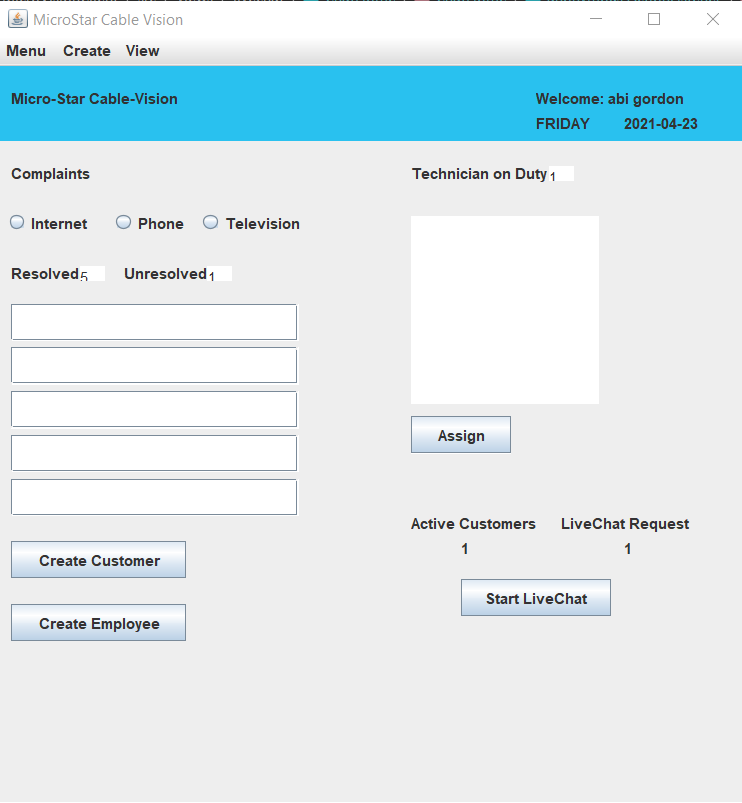 MicroStar Cable Vision
Menu Create View
Micro-Star Cable-Vision
Welcome: abi gordon
FRIDAY 2021-04-23
Complaints
Technician on Duty 1
Internet Phone Television
Resolved 5 Unresolved 1
Assign
Active Customers LiveChat Request
1 1
Create Customer
Start LiveChat
Create Employee